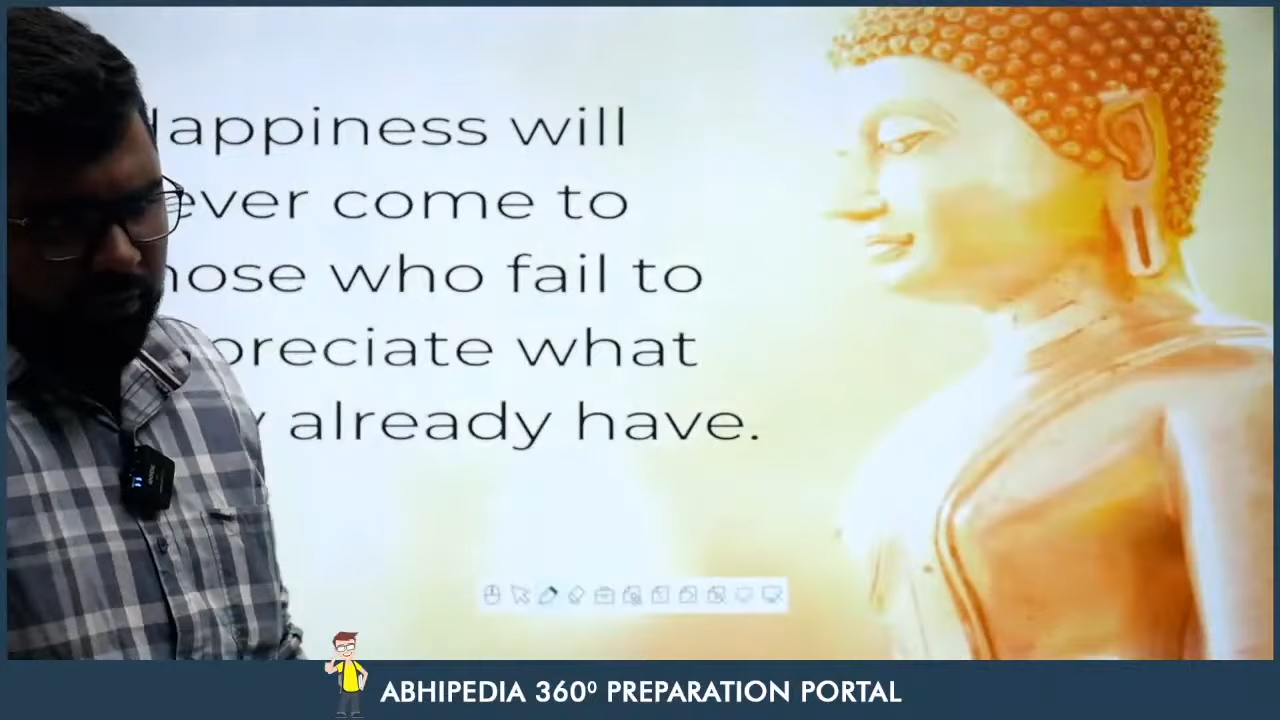 appiness will
ever come to
hose who fail to
preciate what
already have.
ABHIPEDIA 360⁰ PREPARATION PORTAL